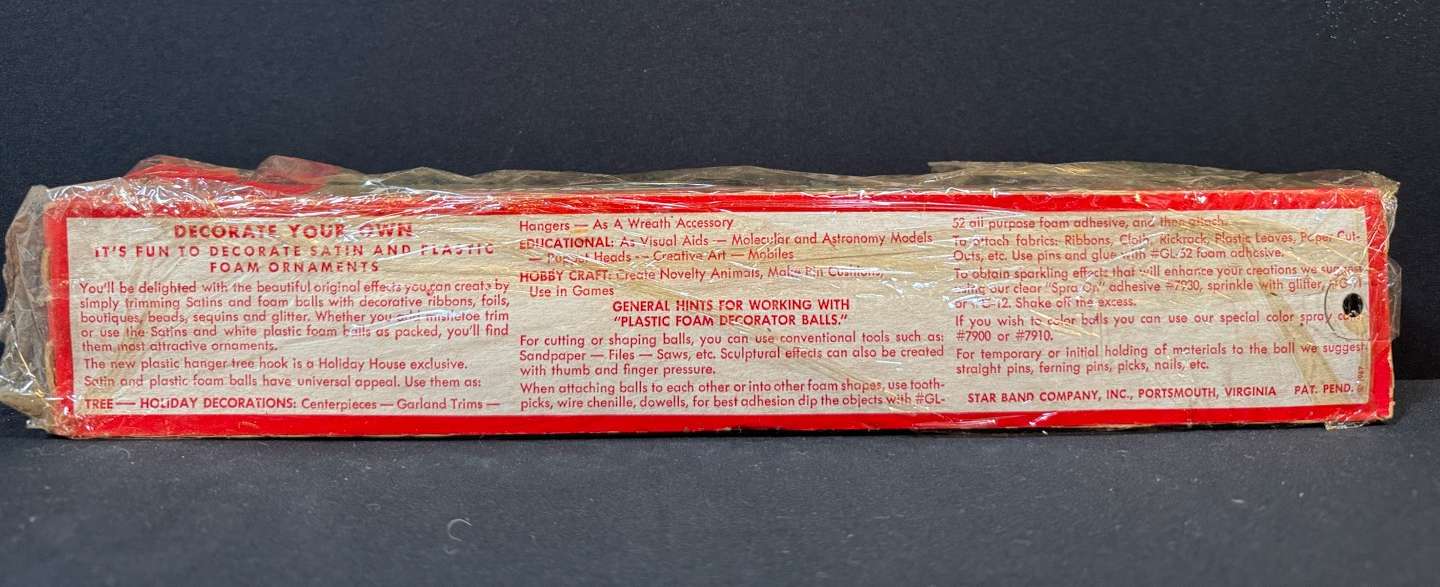 DECORATE YOUR OWN
IT'S FUN TO DECORATE SATIN AND PLASTIC
FOAM ORNAMENTS
You'll be delighted with the beautiful original effects you can create by
simply trimming Satins and foam balls with decorative ribbons, foils,
boutiques, beads, sequins and glitter. Whether you add mistletoe trim
or use the Satins and white plastic foam balls as packed, you'll find
them most attractive ornaments.
The new plastic hanger tree hook is a Holiday House exclusive.
Satin and plastic foam balls have universal appeal. Use them as:
TREE — HOLIDAY DECORATIONS: Centerpieces — Garland Trims —
Hangers — As A Wreath Accessory
EDUCATIONAL: As Visual Aids — Molecular and Astronomy Models
— Puppet Heads — Creative Art — Mobiles
HOBBY CRAFT: Create Novelty Animals, Make Pin Cushions,
Use in Games
GENERAL HINTS FOR WORKING WITH
"PLASTIC FOAM DECORATOR BALLS."
For cutting or shaping balls, you can use conventional tools such as:
Sandpaper — Files — Saws, etc. Sculptural effects can also be created
with thumb and finger pressure.
When attaching balls to each other or into other foam shapes, use tooth-
picks, wire chenille, dowells, for best adhesion dip the objects with #GL-
52 all purpose foam adhesive, and then attach.
To attach fabrics: Ribbons, Cloth, Rickrack, Plastic Leaves, Paper Cut-
Outs, etc. Use pins and glue with #GL-52 foam adhesive.
To obtain sparkling effects that will enhance your creations we suggest
using our clear "Spra On" adhesive #7930, sprinkle with glitter,
or Shake off the excess.
If you wish to color balls you can use our special color spray
#7900 or #7910.
For temporary or initial holding of materials to the ball we suggest
straight pins, ferning pins, picks, nails, etc.
STAR BAND COMPANY, INC., PORTSMOUTH, VIRGINIA PAT. PEND.